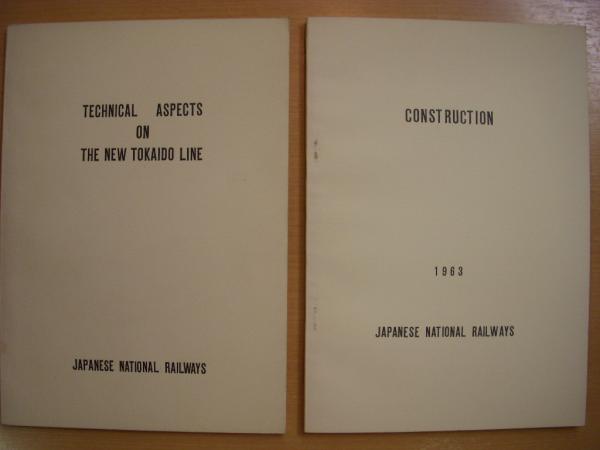 TECHNICAL ASPECTS
ON
THE NEW TOKAIDO LINE
JAPANESE NATIONAL RAILWAYS
CONSTRUCTION
1963
JAPANESE NATIONAL RAILWAYS